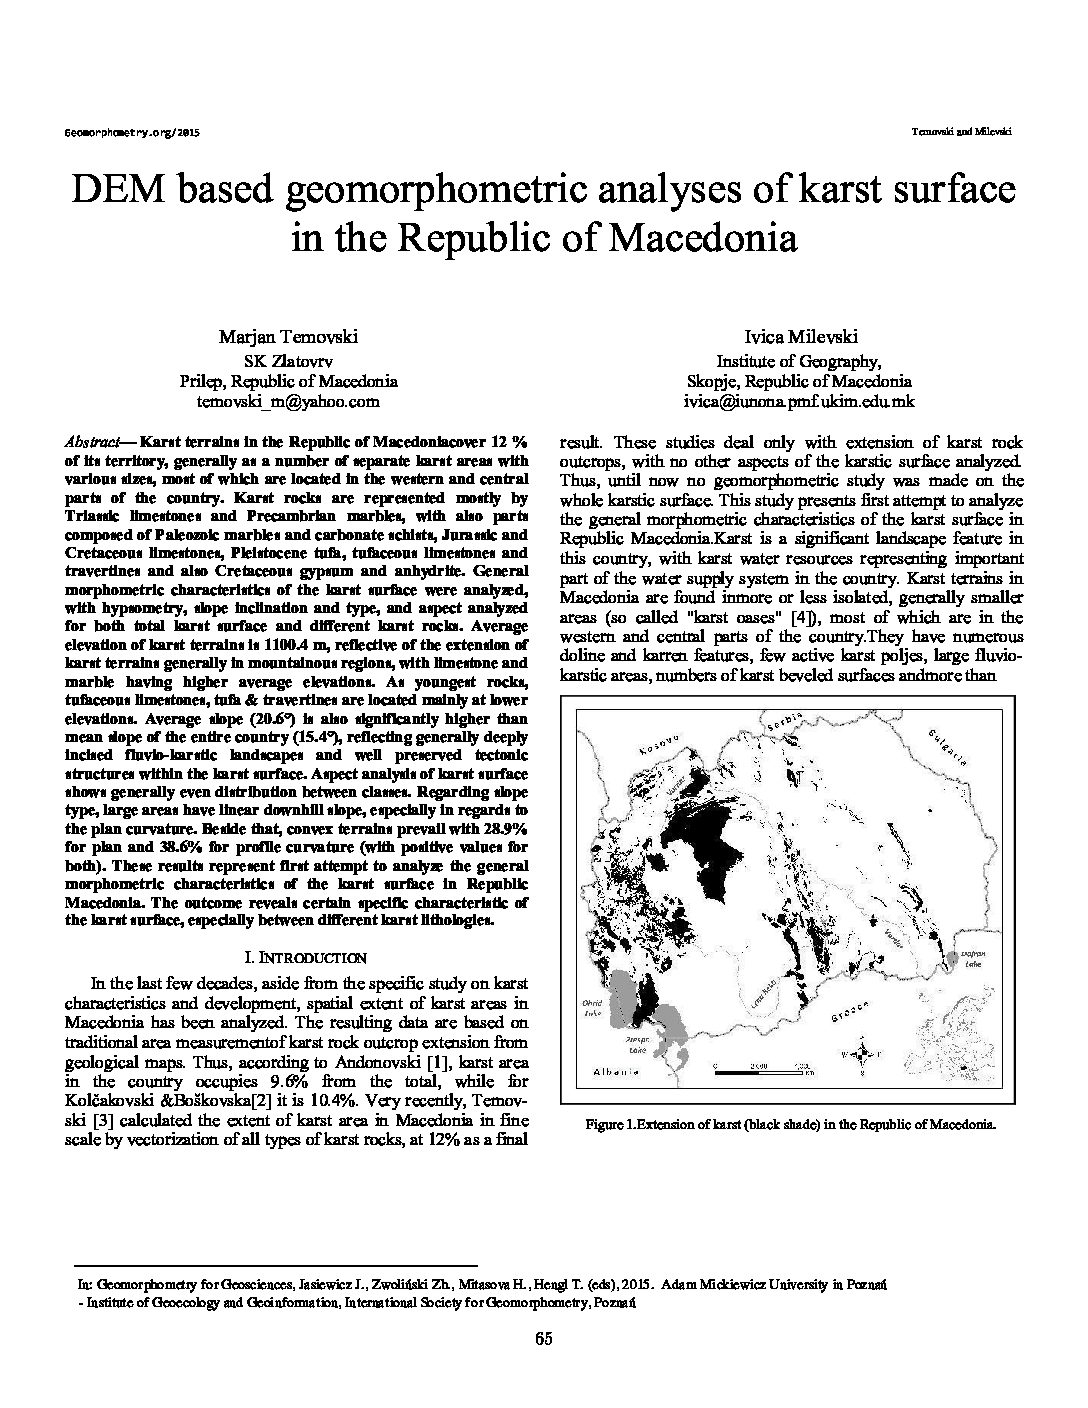 Geomorphometry.org/2015
Temovski and Milevski
DEM based geomorphometric analyses of karst surface
in the Republic of Macedonia
Marjan Temovski
SK Zlatovrv
Prilep, Republic of Macedonia
temovski_m@yahoo.com
Ivica Milevski
Institute of Geography,
Skopje, Republic of Macedonia
ivica@iunona.pmf.ukim.edu.mk
Abstract— Karst terrains in the Republic of Macedoniacover 12 %
of its territory, generally as a number of separate karst areas with
various sizes, most of which are located in the western and central
parts of the country. Karst rocks are represented mostly by
Triassic limestones and Precambrian marbles, with also parts
composed of Paleozoic marbles and carbonate schists, Jurassic and
Cretaceous limestones, Pleistocene tufa, tufaceous limestones and
travertines and also Cretaceous gypsum and anhydrite. General
morphometric characteristics of the karst surface were analyzed,
with hypsometry, slope inclination and type, and aspect analyzed
for both total karst surface and different karst rocks. Average
elevation of karst terrains is 1100.4 m, reflective of the extension of
karst terrains generally in mountainous regions, with limestone and
marble having higher average elevations. As youngest rocks,
tufaceous limestones, tufa & travertines are located mainly at lower
elevations. Average slope (20.6°) is also significantly higher than
mean slope of the entire country (15.4°), reflecting generally deeply
incised fluvio-karstic landscapes and well preserved tectonic
structures within the karst surface. Aspect analysis of karst surface
shows generally even distribution between classes. Regarding slope
type, large areas have linear downhill slope, especially in regards to
the plan curvature. Beside that, convex terrains prevail with 28.9%
for plan and 38.6% for profile curvature (with positive values for
both). These results represent first attempt to analyze the general
morphometric characteristics of the karst surface in Republic
Macedonia. The outcome reveals certain specific characteristic of
the karst surface, especially between different karst lithologies.
I. INTRODUCTION
In the last few decades, aside from the specific study on karst
characteristics and development, spatial extent of karst areas in
Macedonia has been analyzed. The resulting data are based on
traditional area measurementof karst rock outcrop extension from
geological maps. Thus, according to Andonovski [1], karst area
in the country occupies 9.6% from the total, while for
Kolčakovski &Boškovska[2] it is 10.4%. Very recently, Temov-
ski [3] calculated the extent of karst area in Macedonia in fine
scale by vectorization of all types of karst rocks, at 12% as a final
result. These studies deal only with extension of karst rock
outcrops, with no other aspects of the karstic surface analyzed.
Thus, until now no geomorphometric study was made on the
whole karstic surface. This study presents first attempt to analyze
the general morphometric characteristics of the karst surface in
Republic Macedonia.Karst is a significant landscape feature in
this country, with karst water resources representing important
part of the water supply system in the country. Karst terrains in
Macedonia are found inmore or less isolated, generally smaller
areas (so called "karst oases" [4]), most of which are in the
western and central parts of the country.They have numerous
doline and karren features, few active karst poljes, large fluvio-
karstic areas, numbers of karst beveled surfaces andmore than
Kosovo
Serbia
Bulgaria
Vardar
Dojran
Lake
Ohrid
Lake
Crna Reka
Greece
Prespa
Lake
Albania
W
E
S
km
Figure 1.Extension of karst (black shade) in the Republic of Macedonia.
In: Geomorphometry for Geosciences, Jasiewicz J., Zwoliński Zb., Mitasova H., Hengl T. (eds), 2015. Adam Mickiewicz University in Poznań
- Institute of Geoecology and Geoinformation, International Society for Geomorphometry, Poznań
65